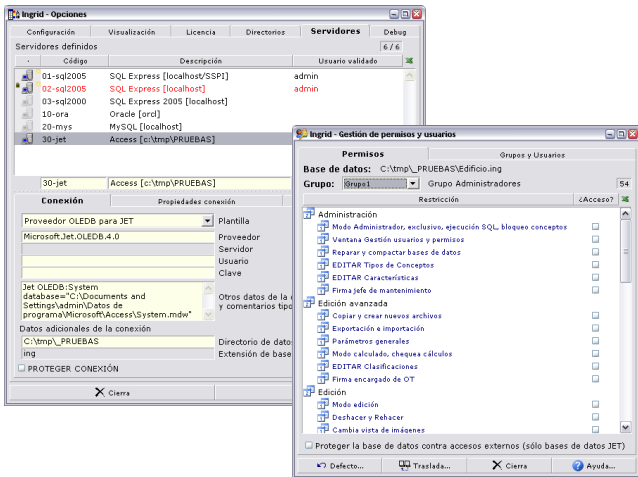 Ingrid - Opciones
Configuración Visualización Licencia Directorios Servidores Debug
Servidores definidos 6 / 6
Código Descripción Usuario validado
01-sql2005 SQL Express [localhost/SSPI] admin
02-sql2005 SQL Express [localhost] admin
03-sql2000 SQL Express 2005 [localhost]
10-ora Oracle [orcl]
20-mys MySQL [localhost]
30-jet Access [c:\tmp\PRUEBAS]
30-jet Access [c:\tmp\PRUEBAS]
Conexión Propiedades conexión
Proveedor OLEDB para JET Plantilla
Microsoft.Jet.OLEDB.4.0 Proveedor
Servidor
Usuario
Clave
Jet OLEDB:System
database="C:\Documents and
Settings\admin\Datos de
programa\Microsoft\Access\System.mdw"
Otros datos de la
y comentarios tipo
Datos adicionales de la conexión
C:\tmp\_PRUEBAS Directorio de dato
ing Extensión de base
PROTEGER CONEXIÓN
Cierra
Ingrid - Gestión de permisos y usuarios
Permisos Grupos y Usuarios
Base de datos: C:\tmp\_PRUEBAS\Edificio.ing
Grupo: Grupo1 Grupo Administradores 54
Restricción ¿Acceso?
Administración
Modo Administrador, exclusivo, ejecución SQL, bloqueo conceptos
Ventana Gestión usuarios y permisos
Reparar y compactar bases de datos
EDITAR Tipos de Conceptos
EDITAR Características
Firma jefe de mantenimiento
Edición avanzada
Copiar y crear nuevos archivos
Exportación e importación
Parámetros generales
Modo calculado, chequea cálculos
EDITAR Clasificaciones
Firma encargado de OT
Edición
Modo edición
Deshacer y Rehacer
Cambia vista de imágenes
Proteger la base de datos contra accesos externos (sólo bases de datos JET)
Defecto... Traslada... Cierra Ayuda...